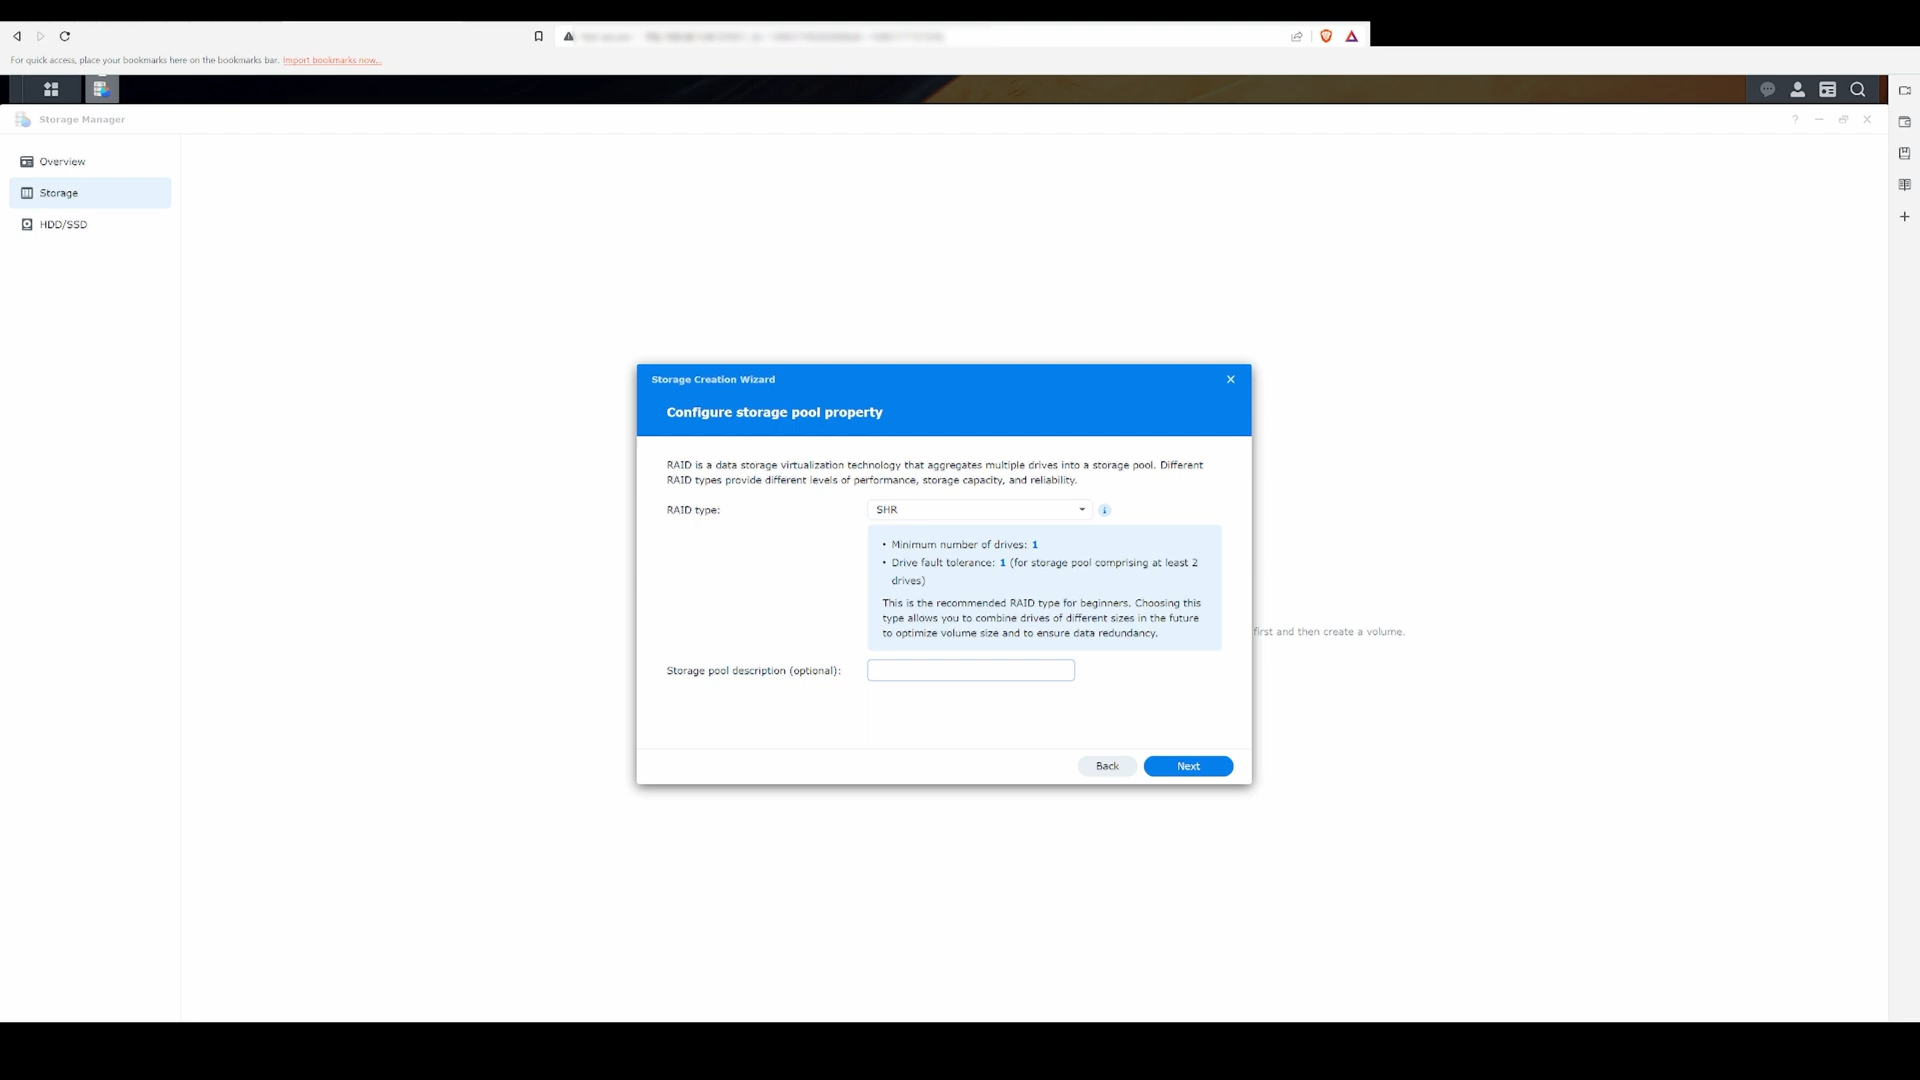 For quick access, place your bookmarks here on the bookmarks bar. Import bookmarks now...
Storage Manager
Overview
Storage
HDD/SSD
Storage Creation Wizard
Configure storage pool property
RAID is a data storage virtualization technology that aggregates multiple drives into a storage pool. Different
RAID types provide different levels of performance, storage capacity, and reliability.
RAID type:
SHR
• Minimum number of drives: 1
• Drive fault tolerance: 1 (for storage pool comprising at least 2
drives)
This is the recommended RAID type for beginners. Choosing this
type allows you to combine drives of different sizes in the future
to optimize volume size and to ensure data redundancy.
first and then create a volume.
Storage pool description (optional):
Back
Next